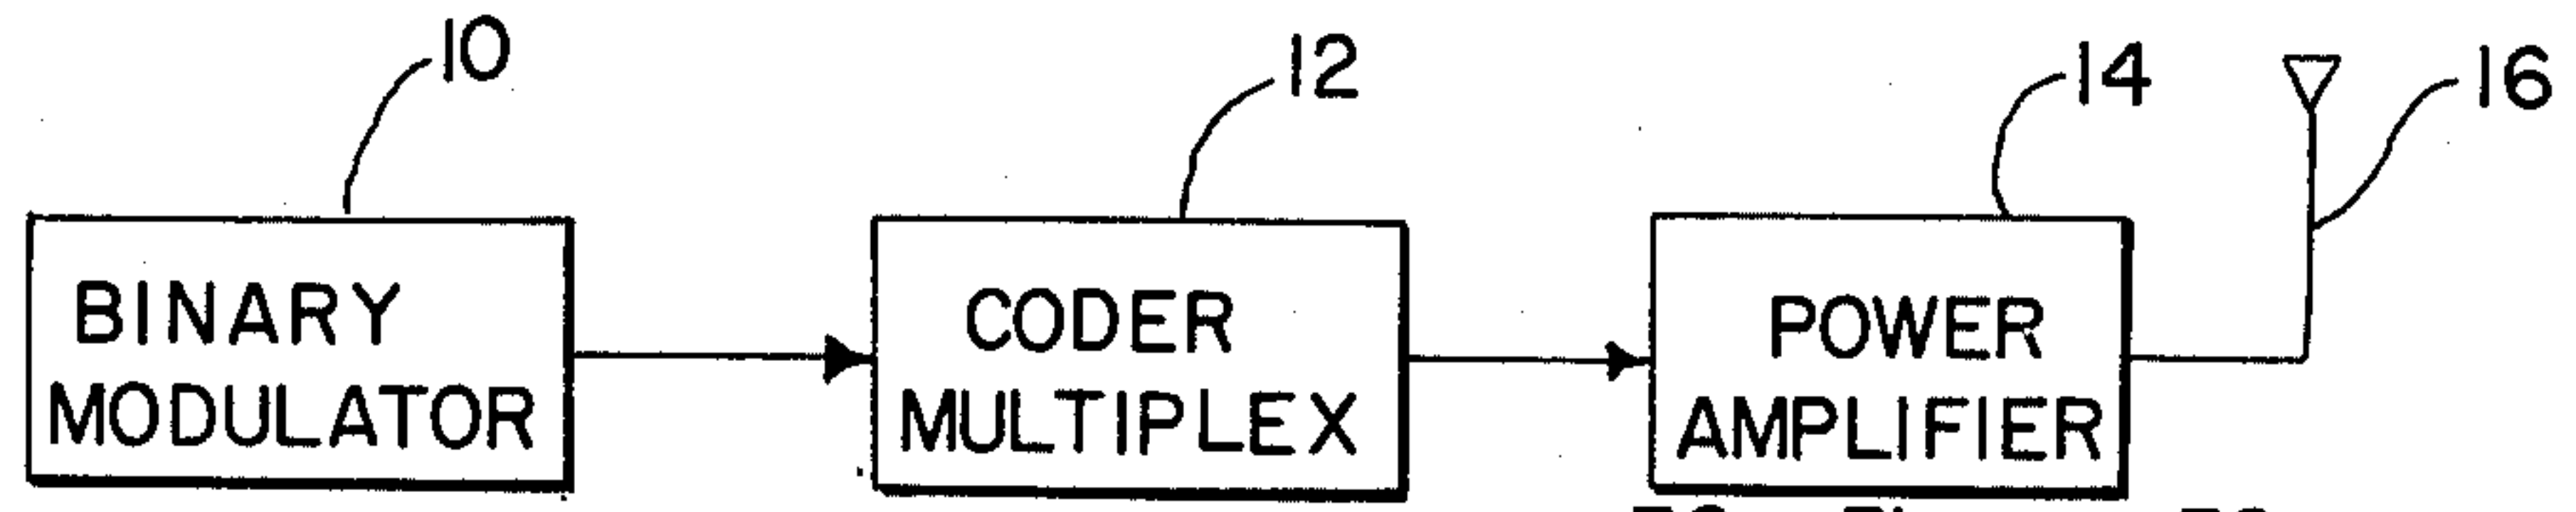 10
12
14
16
BINARY
MODULATOR
CODER
MULTIPLEX
POWER
AMPLIFIER